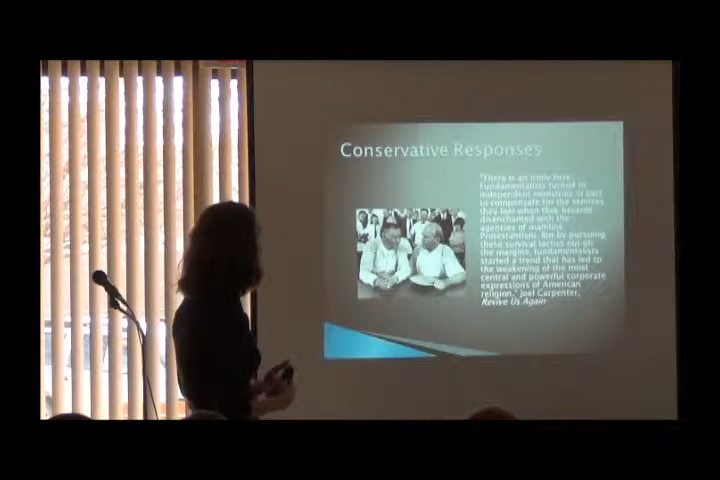 Conservative Responses
"There is an irony here.
Fundamentalists turned to
independent ministries in part
to compensate for the services
they lost when they became
disenchanted with the
agencies of mainline
Protestantism. But by pursuing
these survival tactics out on
the margins, fundamentalists
started a trend that has led to
the weakening of the most
central and powerful corporate
expressions of American
religion." Joel Carpenter,
Revive Us Again